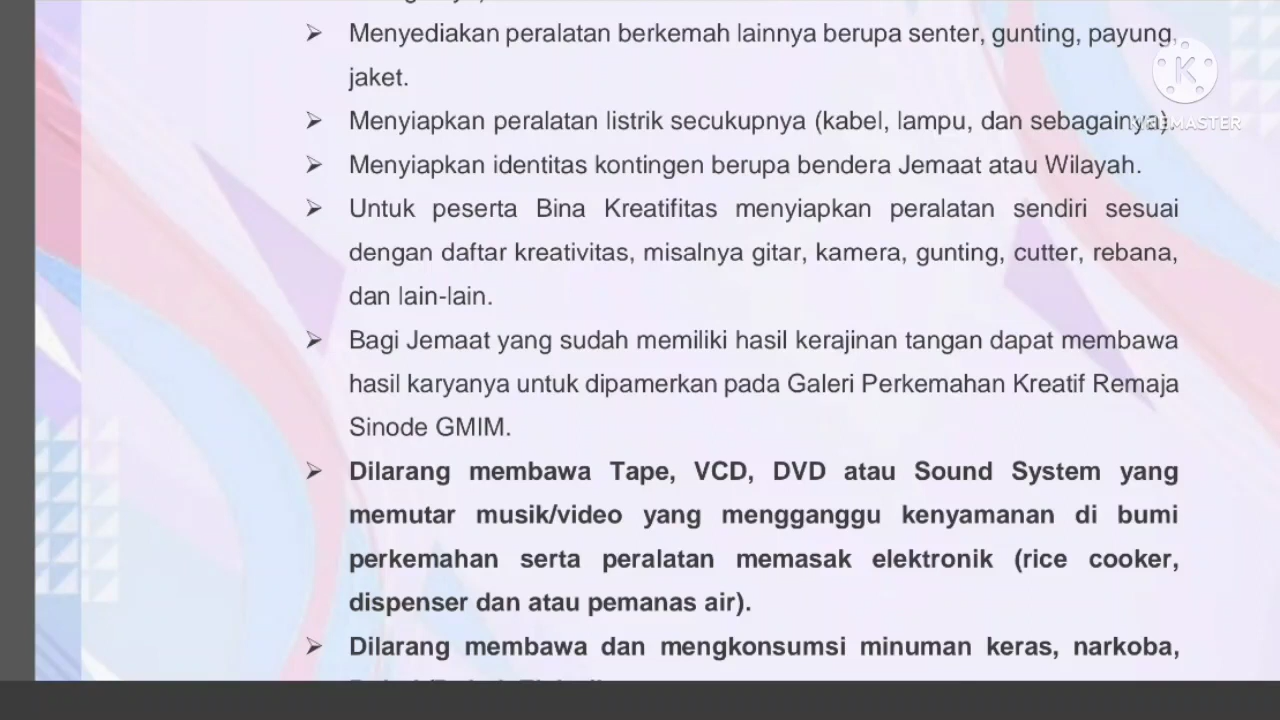 Menyediakan peralatan berkemah lainnya berupa senter, gunting, payung,
jaket.
Menyiapkan peralatan listrik secukupnya (kabel, lampu, dan sebagainya).
KINEMASTER
Menyiapkan identitas kontingen berupa bendera Jemaat atau Wilayah.
Untuk peserta Bina Kreatifitas menyiapkan peralatan sendiri sesuai
dengan daftar kreativitas, misalnya gitar, kamera, gunting, cutter, rebana,
dan lain-lain.
Bagi Jemaat yang sudah memiliki hasil kerajinan tangan dapat membawa
hasil karyanya untuk dipamerkan pada Galeri Perkemahan Kreatif Remaja
Sinode GMIM.
Dilarang membawa Tape, VCD, DVD atau Sound System yang
memutar musik/video yang mengganggu kenyamanan di bumi
perkemahan serta peralatan memasak elektronik (rice cooker,
dispenser dan atau pemanas air).
Dilarang membawa dan mengkonsumsi minuman keras, narkoba,